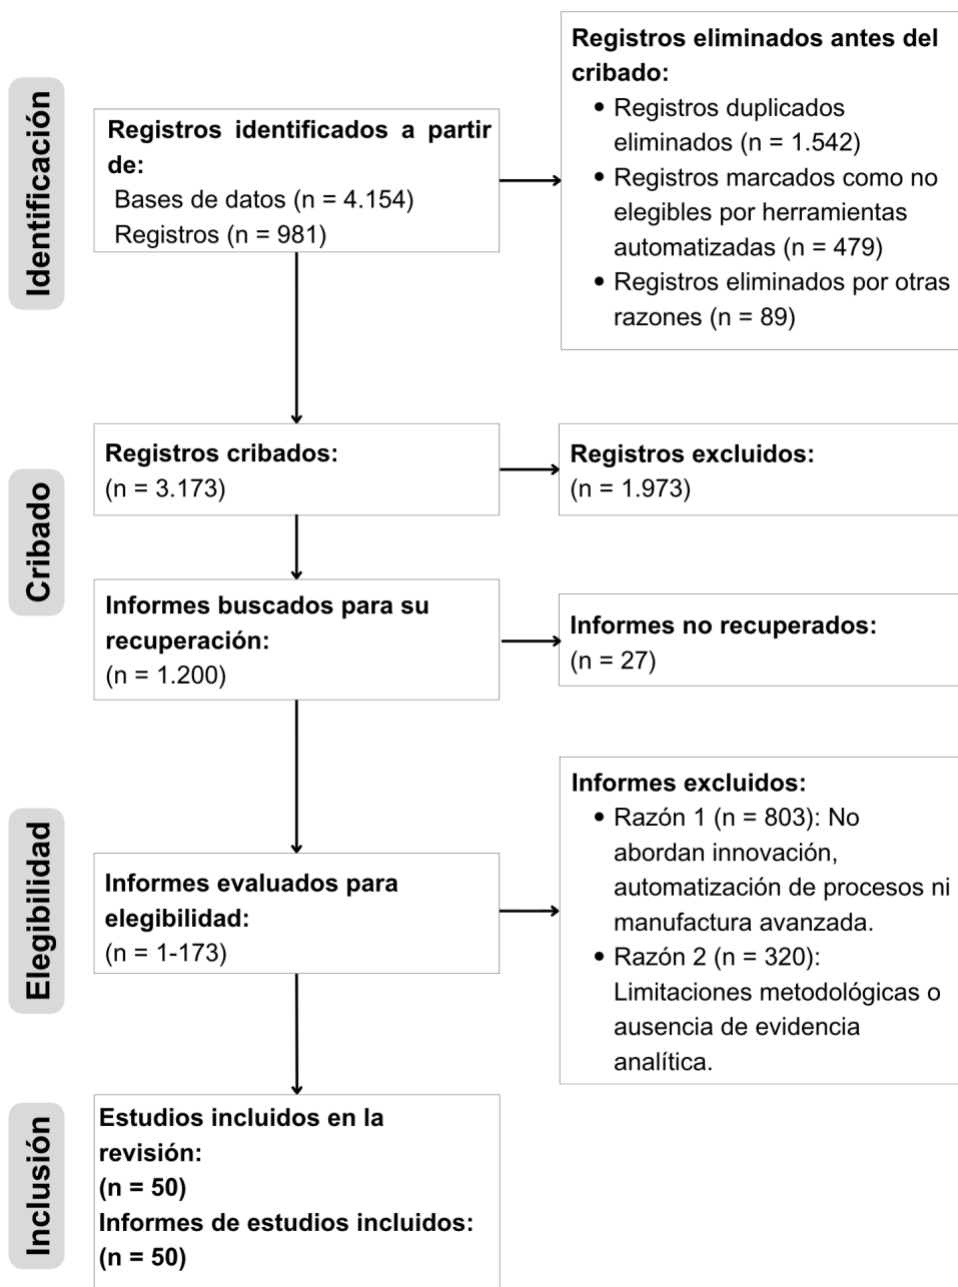 Identificación
Registros identificados a partir
de:
Bases de datos (n = 4.154)
Registros (n = 981)
Registros eliminados antes del
cribado:
• Registros duplicados
eliminados (n = 1.542)
• Registros marcados como no
elegibles por herramientas
automatizadas (n = 479)
• Registros eliminados por otras
razones (n = 89)
Cribado
Registros cribados:
(n = 3.173)
Registros excluidos:
(n = 1.973)
Informes buscados para su
recuperación:
(n = 1.200)
Informes no recuperados:
(n = 27)
Elegibilidad
Informes evaluados para
elegibilidad:
(n = 1-173)
Informes excluidos:
• Razón 1 (n = 803): No
abordan innovación,
automatización de procesos ni
manufactura avanzada.
• Razón 2 (n = 320):
Limitaciones metodológicas o
ausencia de evidencia
analítica.
Inclusión
Estudios incluidos en la
revisión:
(n = 50)
Informes de estudios incluidos:
(n = 50)